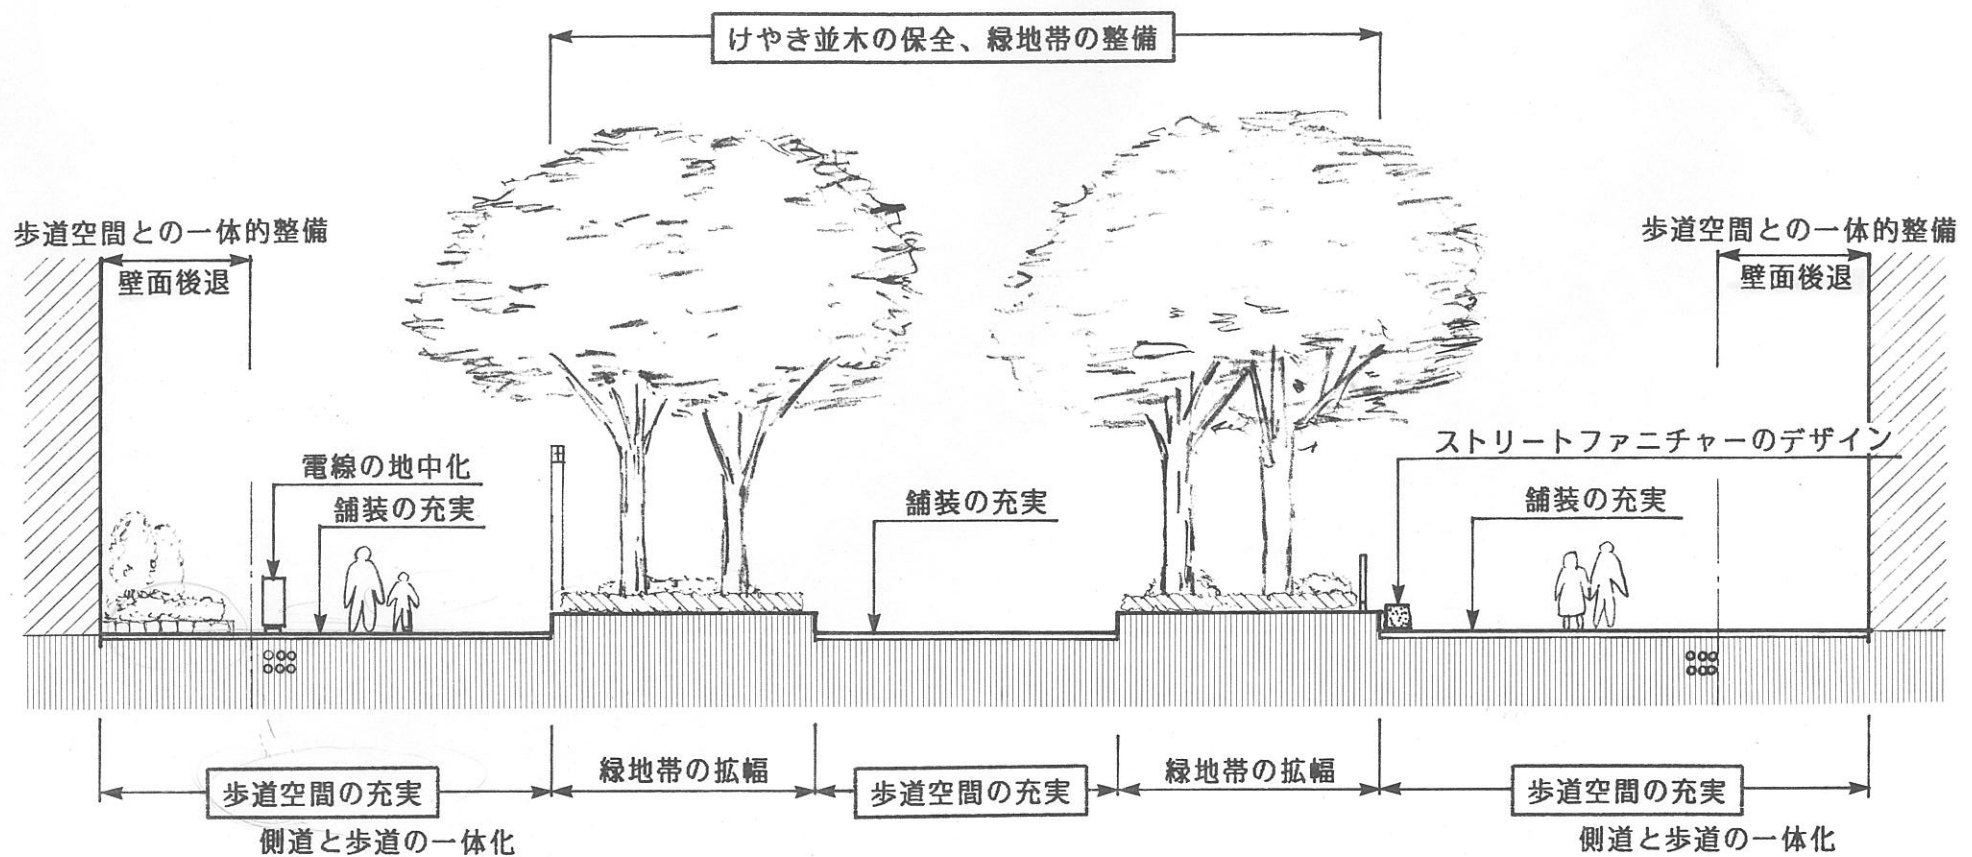 けやき並木の保全、緑地帯の整備
歩道空間との一体的整備
壁面後退
歩道空間との一体的整備
壁面後退
電線の地中化
舗装の充実
舗装の充実
ストリートファニチャーのデザイン
舗装の充実
歩道空間の充実
側道と歩道の一体化
緑地帯の拡幅
歩道空間の充実
緑地帯の拡幅
歩道空間の充実
側道と歩道の一体化